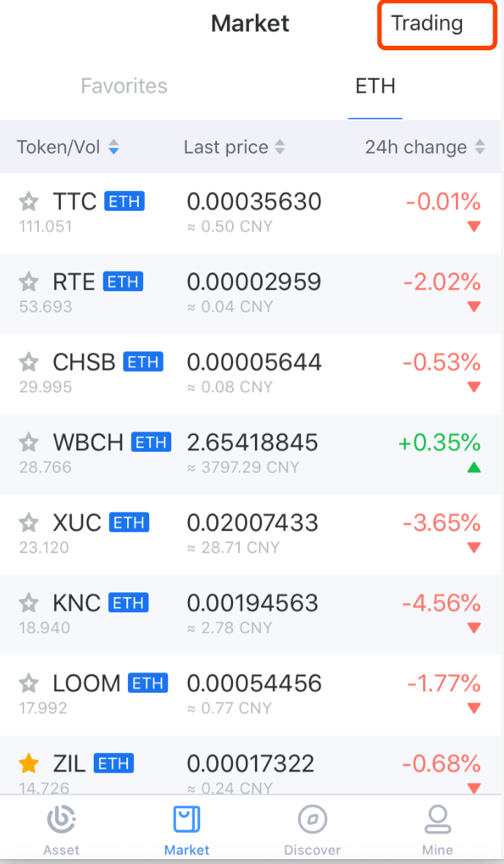 Market Trading
Favorites ETH
Token/Vol Last price 24h change
TTC ETH 0.00035630 -0.01%
111.051 ≈ 0.50 CNY
RTE ETH 0.00002959 -2.02%
53.693 ≈ 0.04 CNY
CHSB ETH 0.00005644 -0.53%
29.995 ≈ 0.08 CNY
WBCH ETH 2.65418845 +0.35%
28.766 ≈ 3797.29 CNY
XUC ETH 0.02007433 -3.65%
23.120 ≈ 28.71 CNY
KNC ETH 0.00194563 -4.56%
18.940 ≈ 2.78 CNY
LOOM ETH 0.00054456 -1.77%
17.992 ≈ 0.77 CNY
ZIL ETH 0.00017322 -0.68%
14.726 ≈ 0.24 CNY
Asset Market Discover Mine